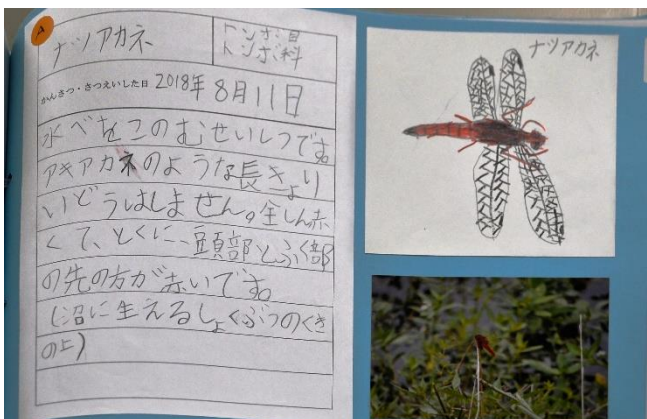 A
ナツアカネ
トンボ目
トンボ科
かんさつ・さつえいした日 2018年 8月11日
水べをこのむせいしつです。
アキアカネのような長きょり
いどうはしません。全しん赤
くて、とくに、頭部とふく部
の先の方が赤いです。
(沼に生えるしょくぶつのくき
の上)
ナツアカネ